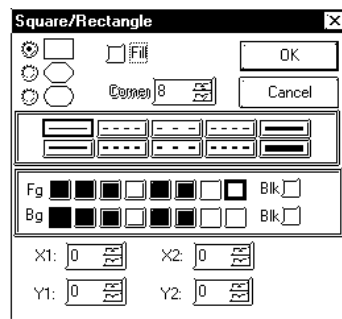 Square/Rectangle
Fill
OK
Corner 8
Cancel
Fg Blk
Bg Blk
X1: 0 X2: 0
Y1: 0 Y2: 0